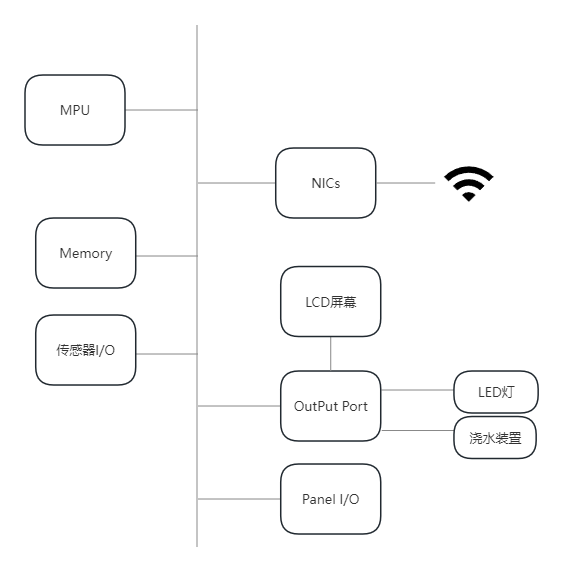 MPU
NICs
Memory
LCD屏幕
传感器I/O
OutPut Port
LED灯
浇水装置
Panel I/O